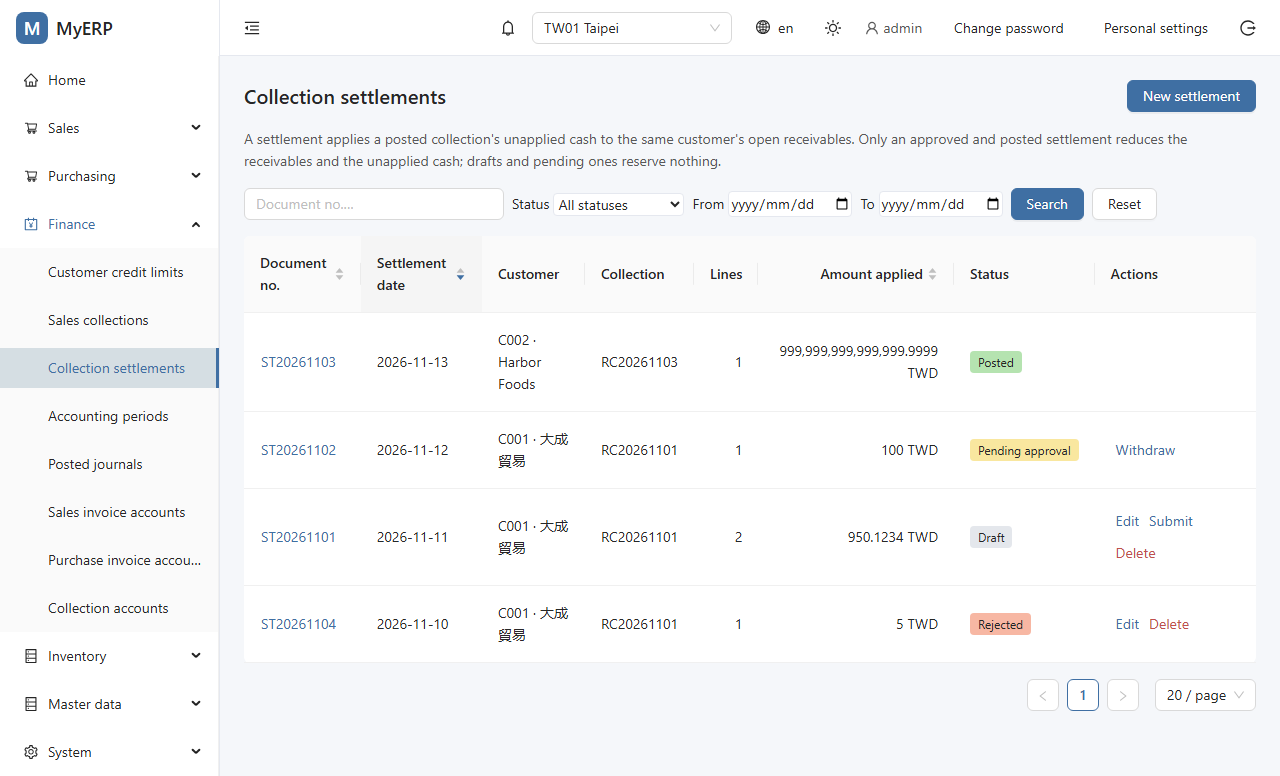 M MyERP
TW01 Taipei
en
admin
Change password
Personal settings
Home
Sales
Purchasing
Finance
Customer credit limits
Sales collections
Collection settlements
Accounting periods
Posted journals
Sales invoice accounts
Purchase invoice accou...
Collection accounts
Inventory
Master data
System
Collection settlements
New settlement
A settlement applies a posted collection's unapplied cash to the same customer's open receivables. Only an approved and posted settlement reduces the
receivables and the unapplied cash; drafts and pending ones reserve nothing.
Document no....
Status All statuses From yyyy/mm/dd To yyyy/mm/dd Search Reset
Document no. Settlement date Customer Collection Lines Amount applied Status Actions
ST20261103 2026-11-13 C002 · Harbor Foods RC20261103 1 999,999,999,999,999.9999 TWD Posted
ST20261102 2026-11-12 C001 · 大成貿易 RC20261101 1 100 TWD Pending approval Withdraw
ST20261101 2026-11-11 C001 · 大成貿易 RC20261101 2 950.1234 TWD Draft Edit Submit Delete
ST20261104 2026-11-10 C001 · 大成貿易 RC20261101 1 5 TWD Rejected Edit Delete
< 1 > 20 / page